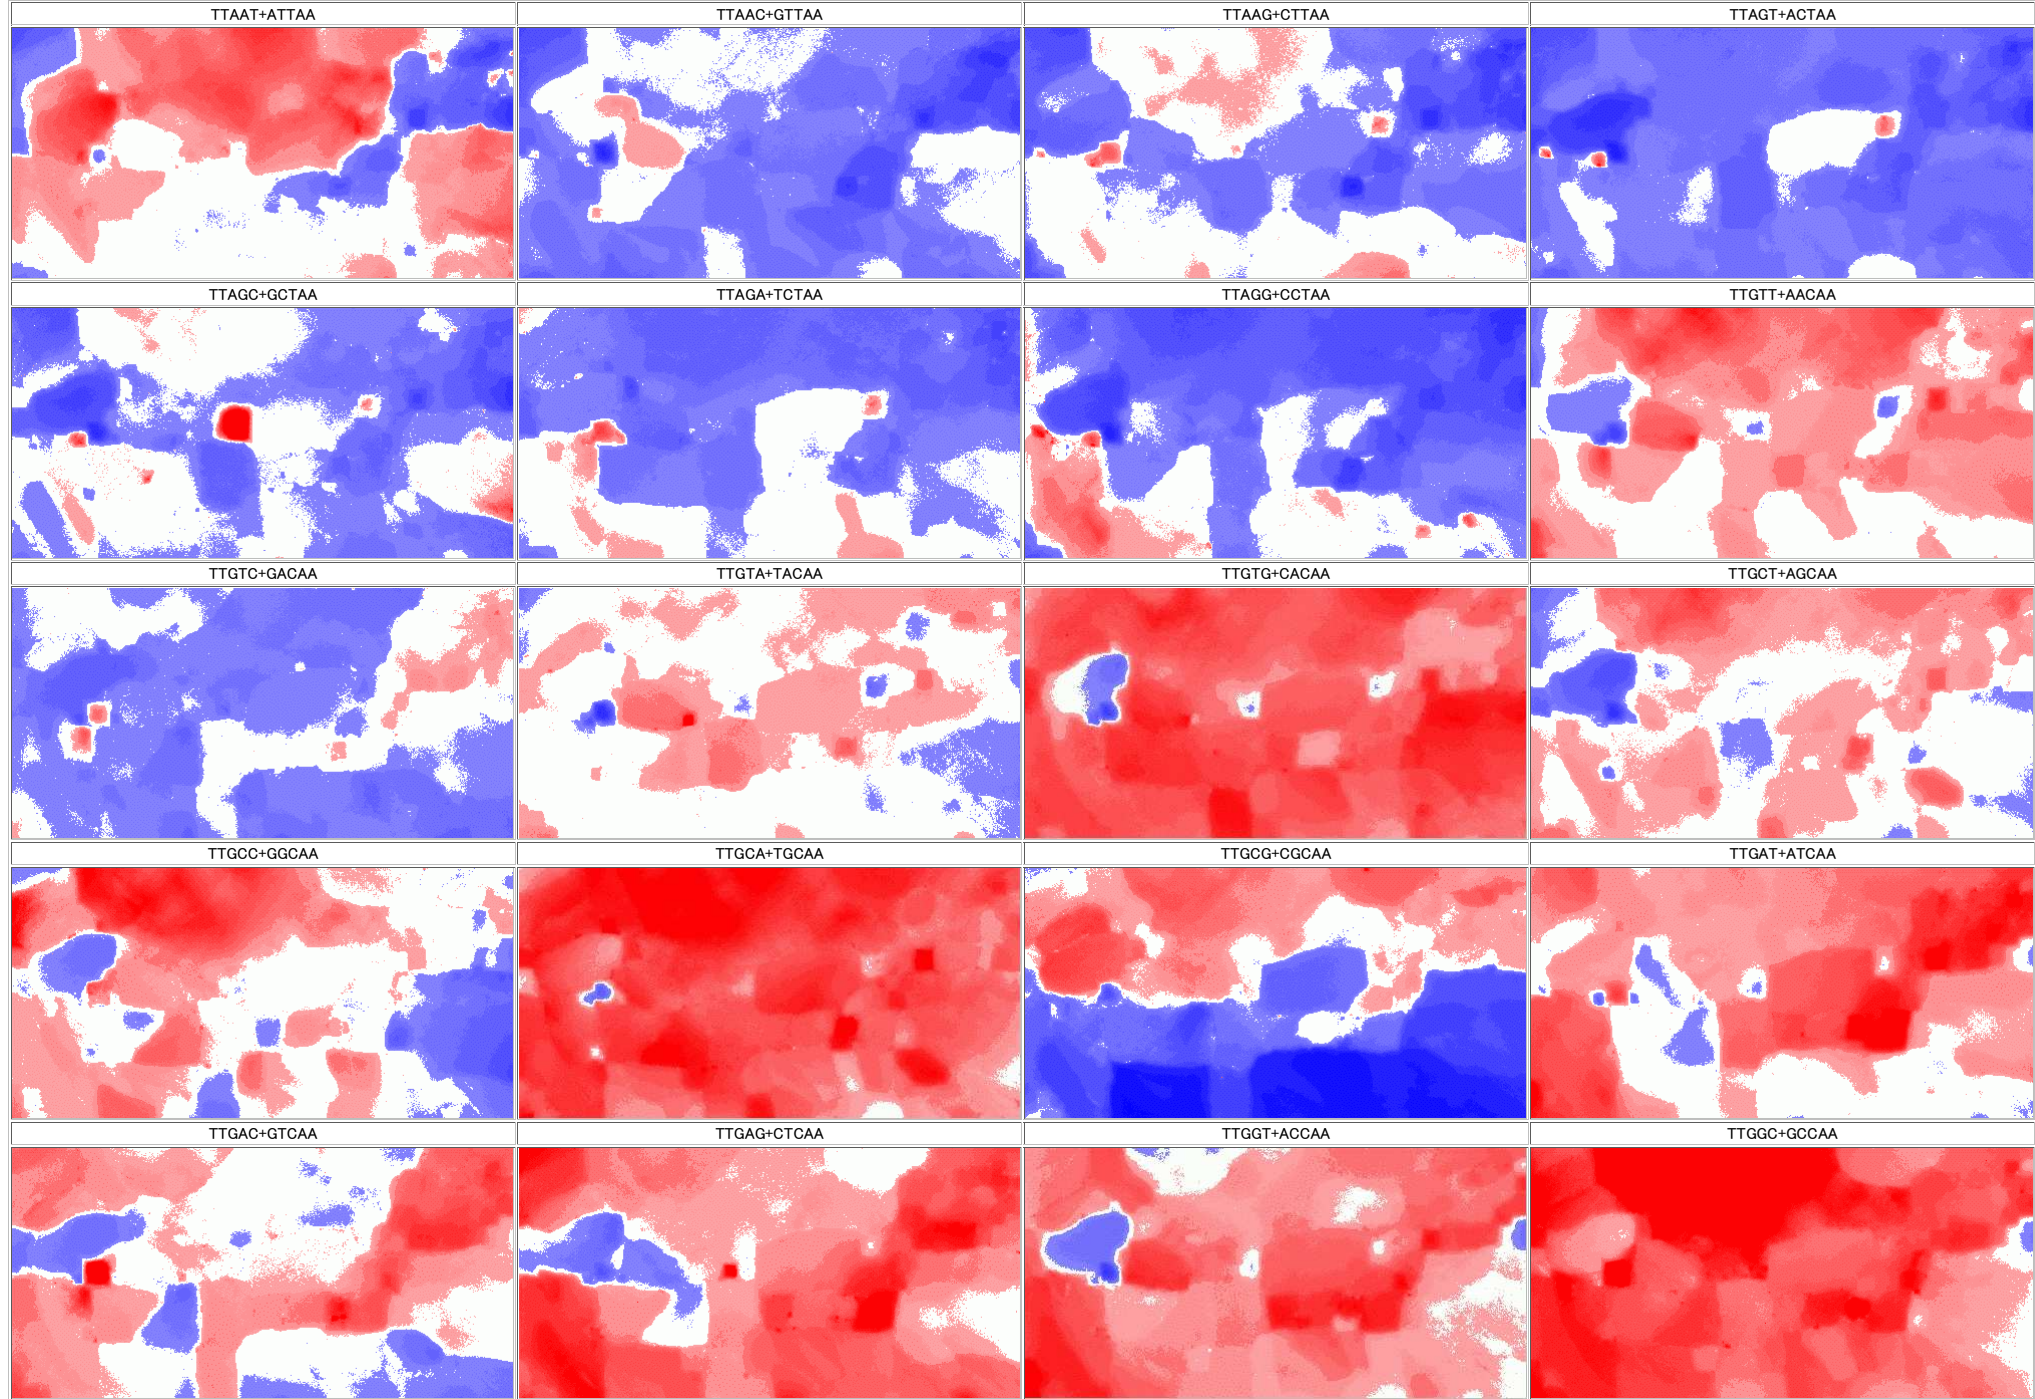 TTAAT+ATTAA TTAAC+GTTAA TTAAG+CTTAA TTAGT+ACTAA
TTAGC+GCTAA TTAGA+TCTAA TTAGG+CCTAA TTGTT+AACAA
TTGTC+GACAA TTGTA+TACAA TTGTG+CACAA TTGCT+AGCAA
TTGCC+GGCAA TTGCA+TGCAA TTGCG+CGCAA TTGAT+ATCAA
TTGAC+GTCAA TTGAG+CTCAA TTGGT+ACCAA TTGGC+GCCAA